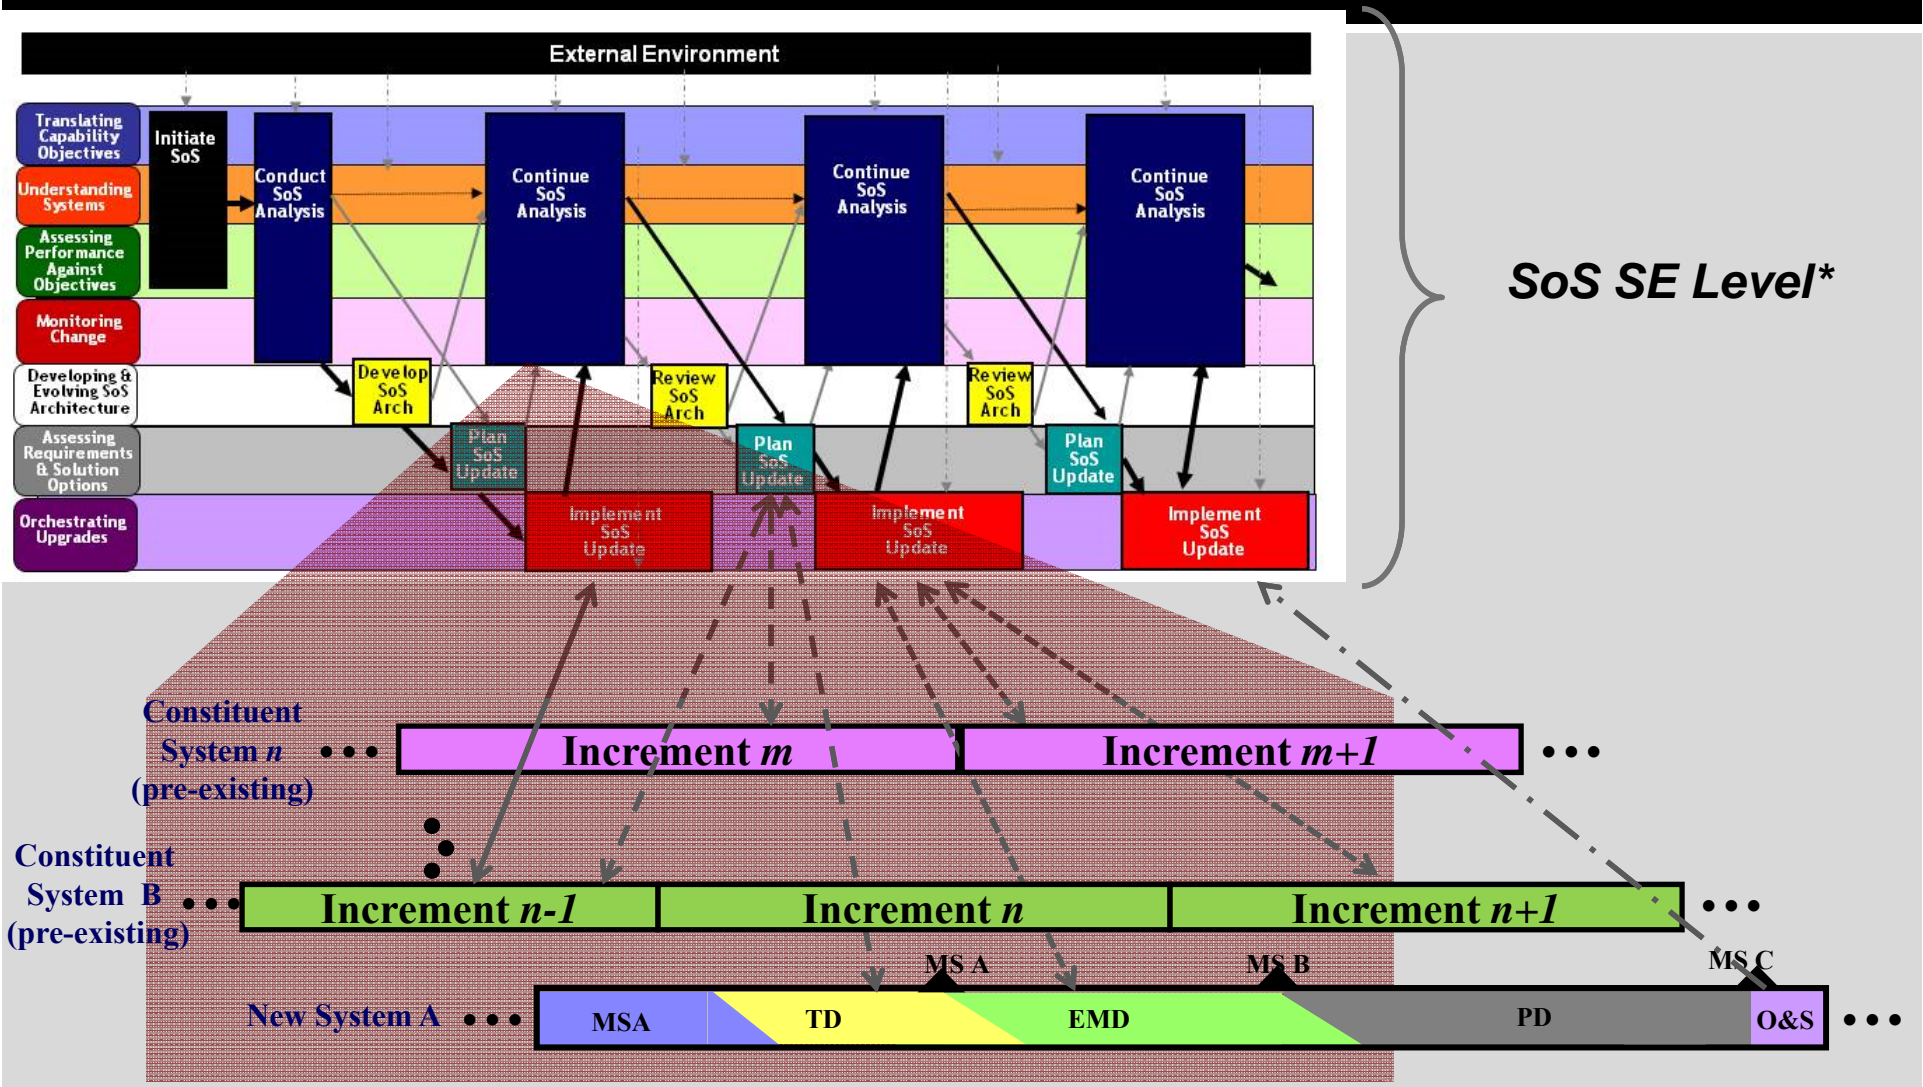 External Environment
Translating
Capability
Objectives
Understanding
Systems
Assessing
Performance
Against
Objectives
Monitoring
Change
Developing &
Evolving SoS
Architecture
Assessing
Requirements
& Solution
Options
Orchestrating
Upgrades
Initiate
SoS
Conduct
SoS
Analysis
Continue
SoS
Analysis
Continue
SoS
Analysis
Continue
SoS
Analysis
Develop
SoS
Arch
Review
SoS
Arch
Review
SoS
Arch
Plan
SoS
Update
Plan
SoS
Update
Plan
SoS
Update
Implement
SoS
Update
Implement
SoS
Update
Implement
SoS
Update
SoS SE Level*
Constituent
System n
(pre-existing)
Increment m
Increment m+1
Constituent
System B
(pre-existing)
Increment n-1
Increment n
Increment n+1
MS A
MS B
MS C
New System A
MSA
TD
EMD
PD
O&S